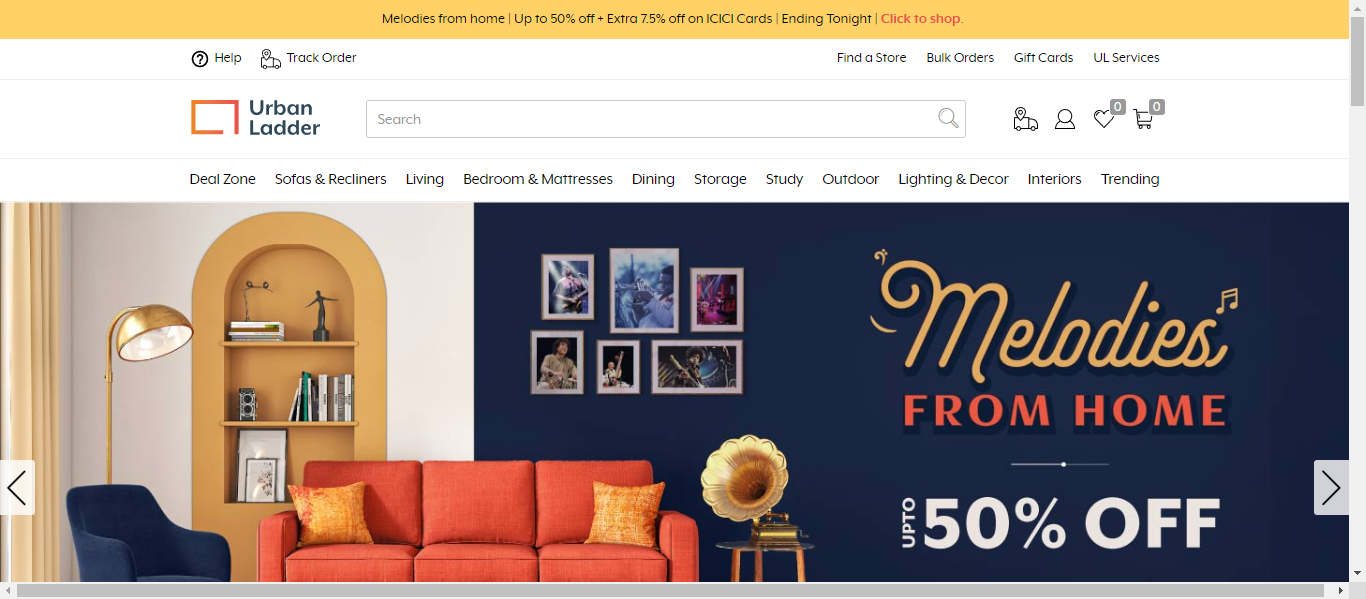 Melodies from home | Up to 50% off + Extra 7.5% off on ICICI Cards | Ending Tonight | Click to shop.
Help Track Order Find a Store Bulk Orders Gift Cards UL Services
Urban
Ladder
Search
0 0
Deal Zone Sofas & Recliners Living Bedroom & Mattresses Dining Storage Study Outdoor Lighting & Decor Interiors Trending
Melodies
FROM HOME
UPTO 50% OFF